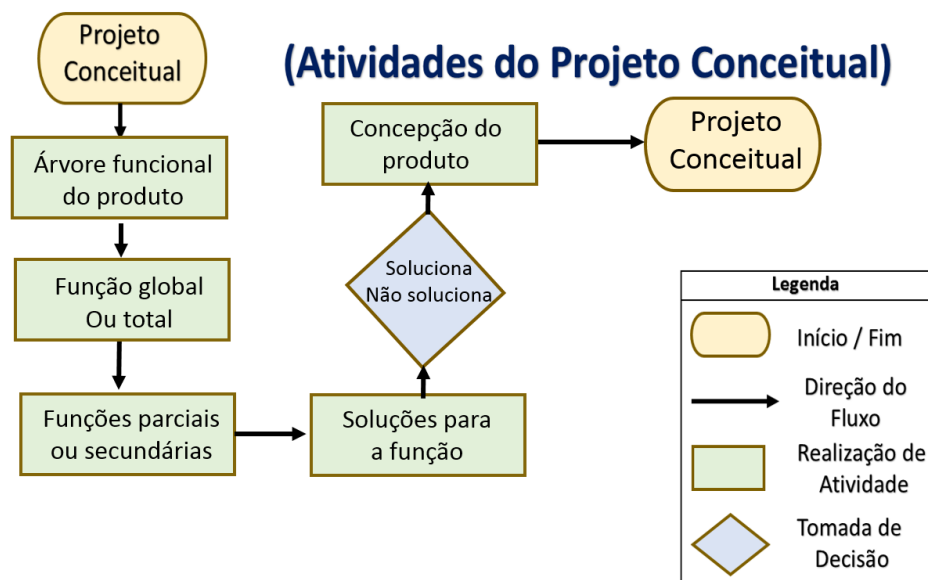 Projeto
Conceitual
(Atividades do Projeto Conceitual)
Árvore funcional
do produto
Função global
Ou total
Funções parciais
ou secundárias
Soluções para
a função
Soluciona
Não soluciona
Concepção do
produto
Projeto
Conceitual
Legenda
Início / Fim
Direção do
Fluxo
Realização de
Atividade
Tomada de
Decisão